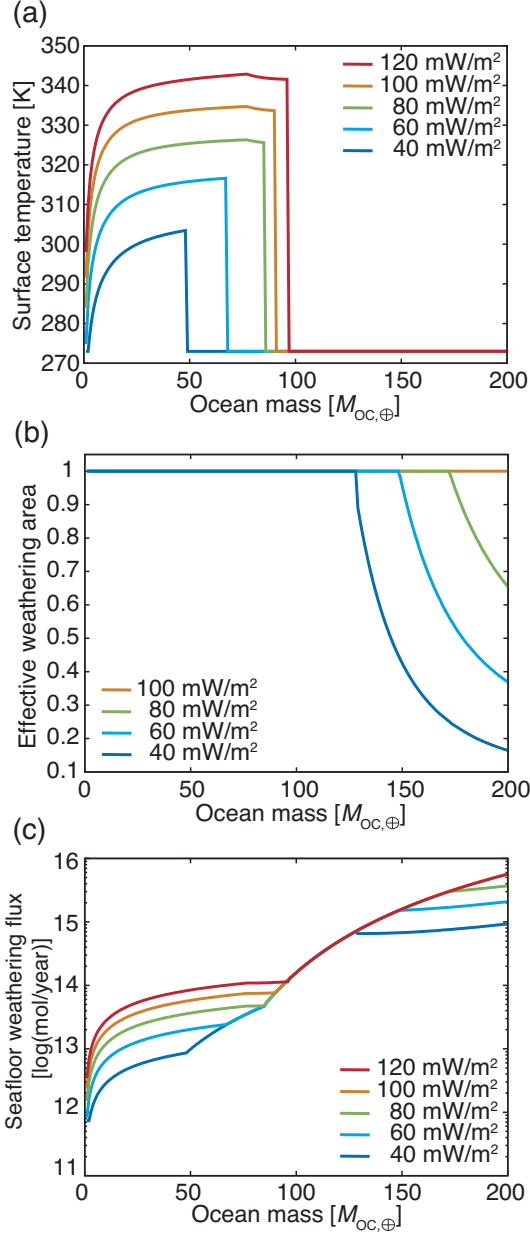 (a)
350
340
330
320
310
300
290
280
270
Surface temperature [K]
120 mW/m²
100 mW/m²
80 mW/m²
60 mW/m²
40 mW/m²
0 50 100 150 200
Ocean mass [M_OC,⊕]
(b)
1
0.9
0.8
0.7
0.6
0.5
0.4
0.3
0.2
0.1
Effective weathering area
100 mW/m²
80 mW/m²
60 mW/m²
40 mW/m²
0 50 100 150 200
Ocean mass [M_OC,⊕]
(c)
16
15
14
13
12
11
Seafloor weathering flux
[log(mol/year)]
120 mW/m²
100 mW/m²
80 mW/m²
60 mW/m²
40 mW/m²
0 50 100 150 200
Ocean mass [M_OC,⊕]